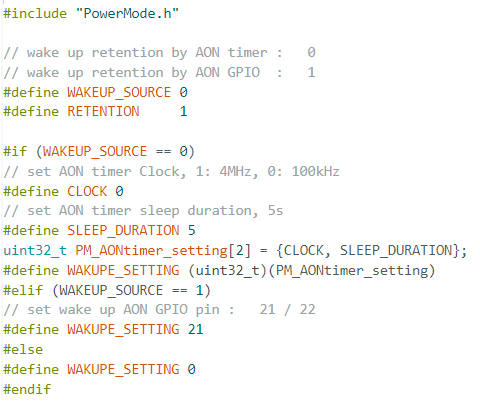 #include "PowerMode.h"
// wake up retention by AON timer :   0
// wake up retention by AON GPIO  :   1
#define WAKEUP_SOURCE 0
#define RETENTION     1
#if (WAKEUP_SOURCE == 0)
// set AON timer Clock, 1: 4MHz, 0: 100kHz
#define CLOCK 0
// set AON timer sleep duration, 5s
#define SLEEP_DURATION 5
uint32_t PM_AONtimer_setting[2] = {CLOCK, SLEEP_DURATION};
#define WAKUPE_SETTING (uint32_t)(PM_AONtimer_setting)
#elif (WAKEUP_SOURCE == 1)
// set wake up AON GPIO pin :   21 / 22
#define WAKUPE_SETTING 21
#else
#define WAKUPE_SETTING 0
#endif